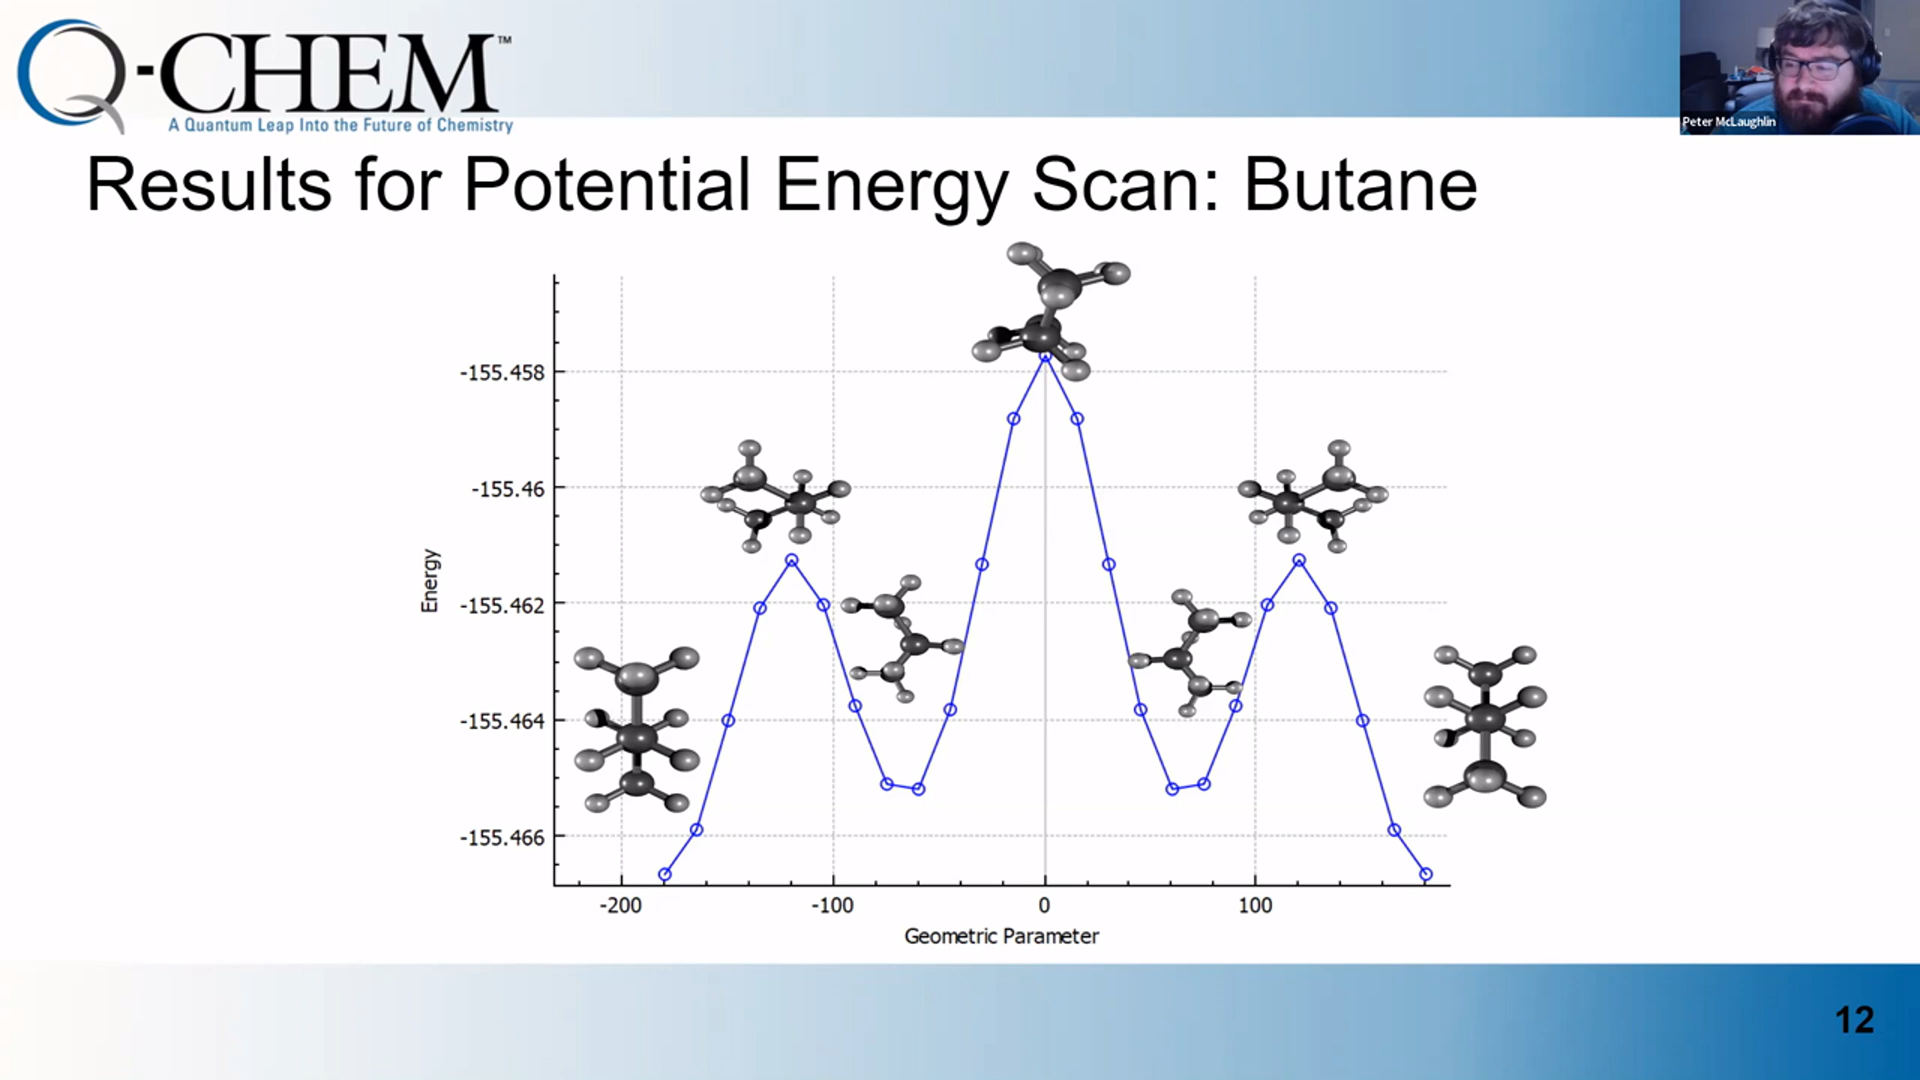 Q-CHEM™
A Quantum Leap Into the Future of Chemistry
Peter McLaughlin
Results for Potential Energy Scan: Butane
-155.458
-155.46
-155.462
-155.464
-155.466
Energy
-200
-100
0
100
Geometric Parameter
12